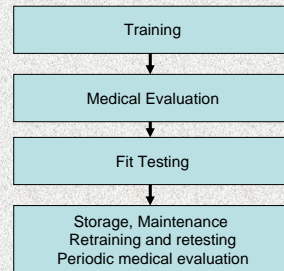 Training
Medical Evaluation
Fit Testing
Storage, Maintenance
Retraining and retesting
Periodic medical evaluation